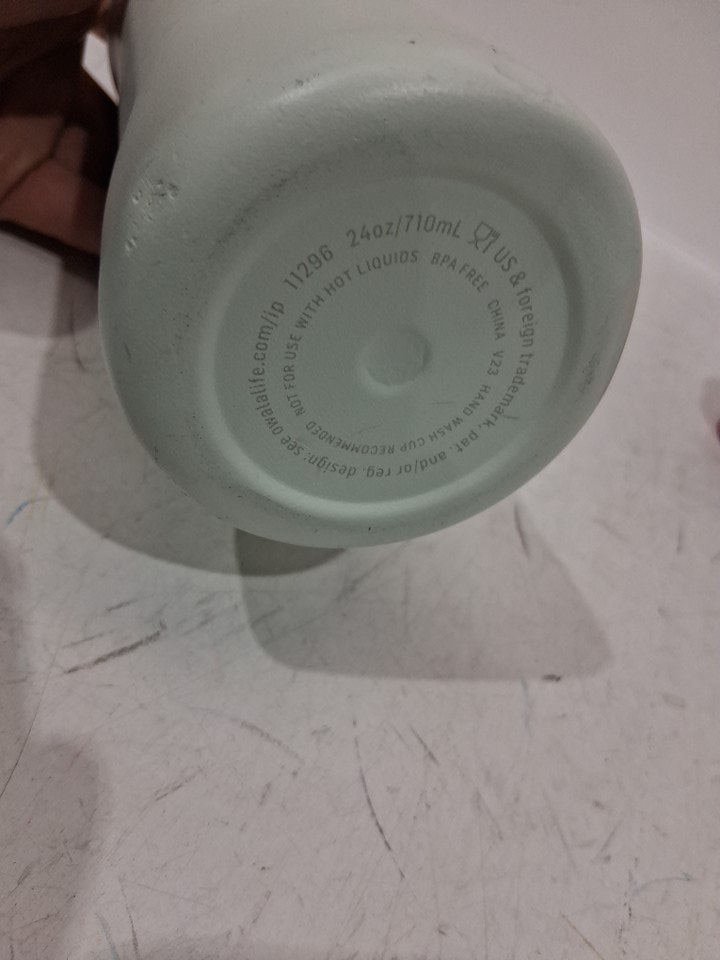 11296 24oz/710mL US & foreign trademark, pat. and/or reg. design: see owalalife.com/ip
NOT FOR USE WITH HOT LIQUIDS BPA FREE CHINA V23 HAND WASH CUP RECOMMENDED